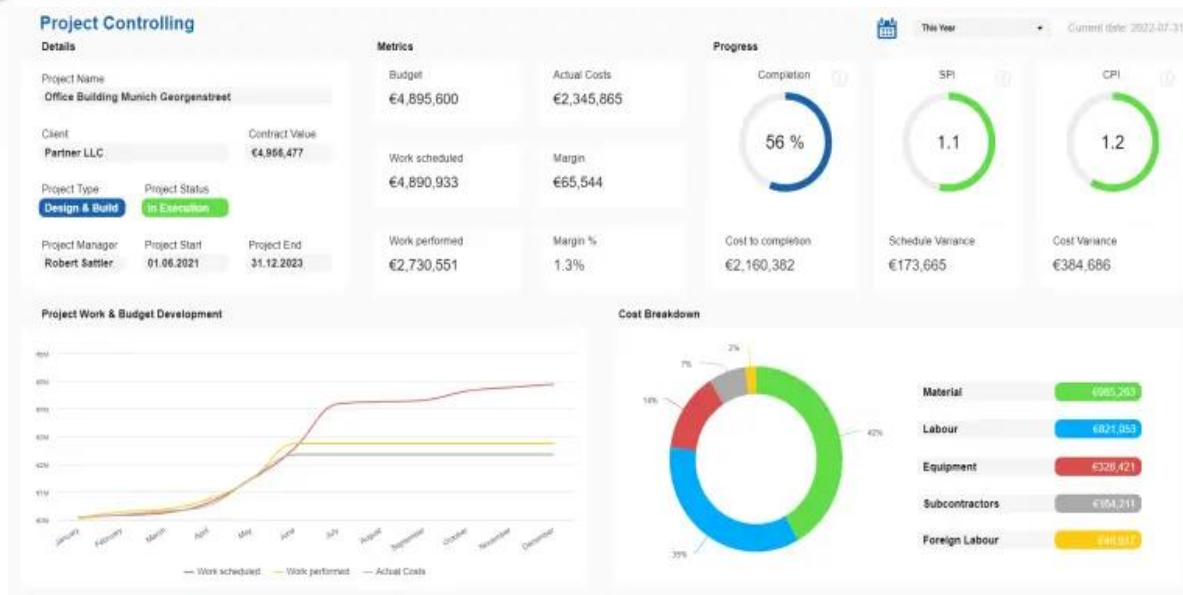 Project Controlling
This Year
Current date: 2022-07-31
Details
Metrics
Progress
Project Name
Office Building Munich Georgenstreet
Client
Contract Value
Partner LLC
€4,956,477
Project Type
Project Status
Design & Build
In Execution
Project Manager
Project Start
Project End
Robert Sattler
01.06.2021
31.12.2023
Budget
Actual Costs
€4,895,600
€2,345,865
Work scheduled
Margin
€4,890,933
€65,544
Work performed
Margin %
€2,730,551
1.3%
Completion
SPI
CPI
56 %
1.1
1.2
Cost to completion
Schedule Variance
Cost Variance
€2,160,382
€173,665
€384,686
Project Work & Budget Development
€3M
€2M
€1M
€0M
January
February
March
April
May
June
July
August
September
October
November
December
Work scheduled
Work performed
Actual Costs
Cost Breakdown
2%
7%
14%
42%
35%
Material
€985,263
Labour
€821,053
Equipment
€328,421
Subcontractors
€164,211
Foreign Labour